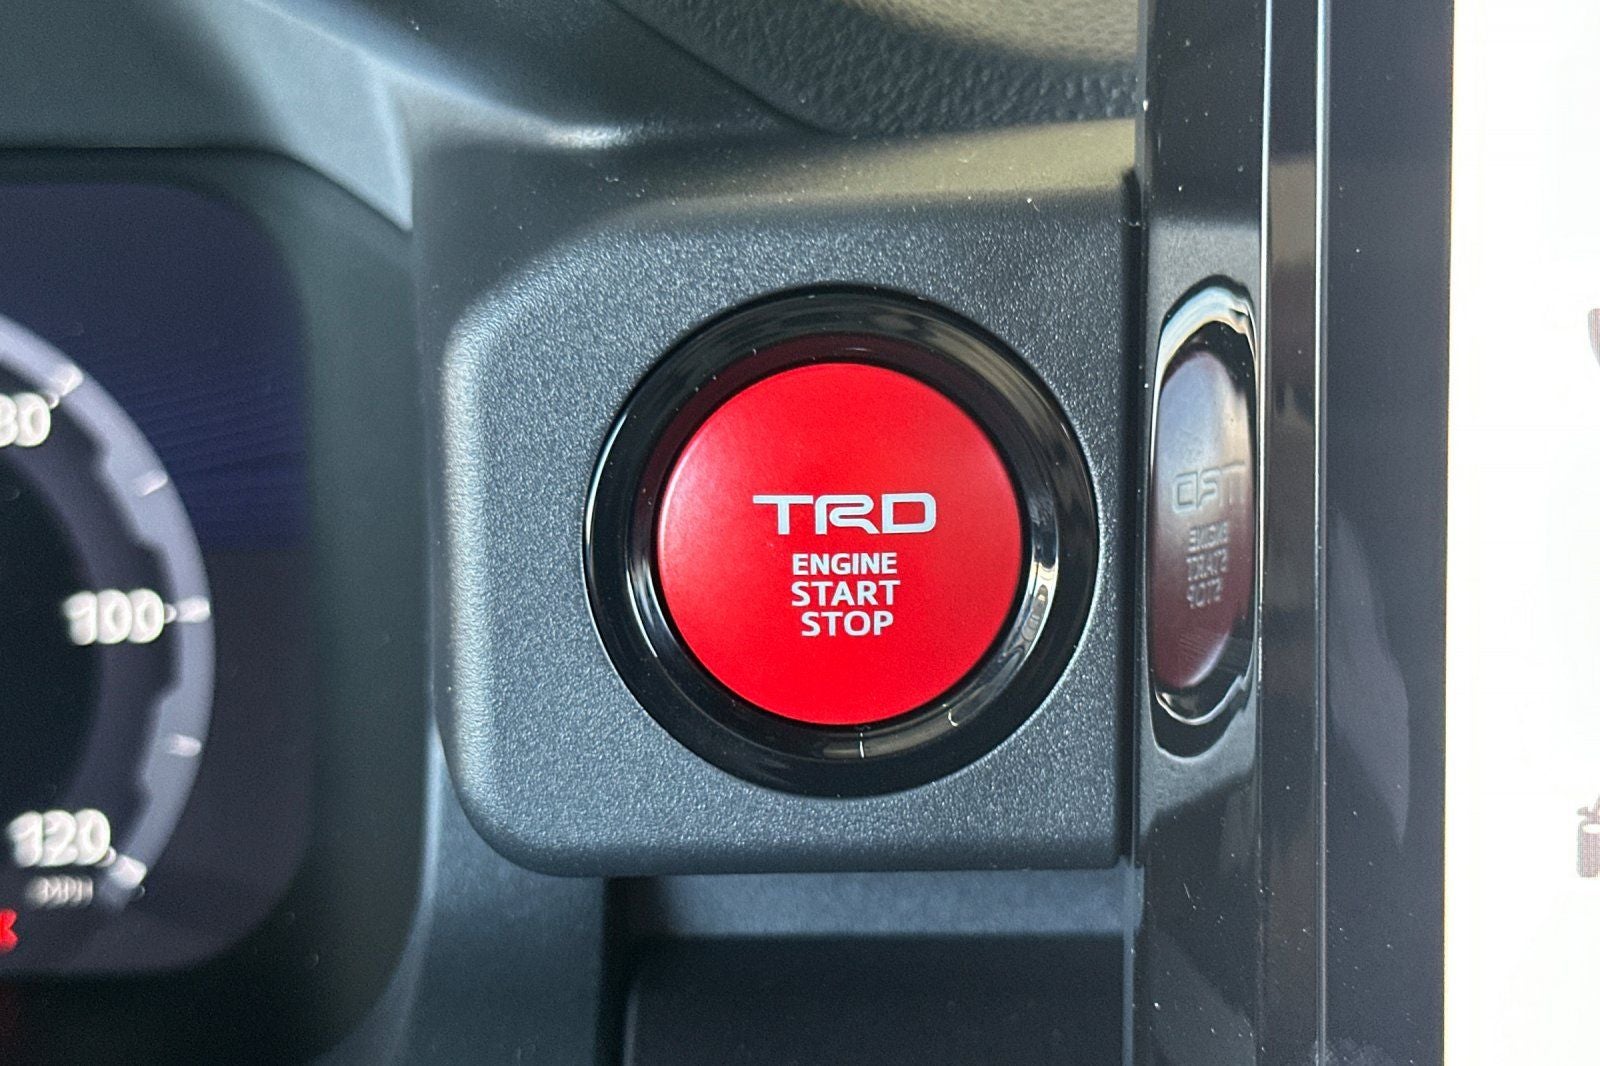 TRD
ENGINE
START
STOP
80
100
120
MPH